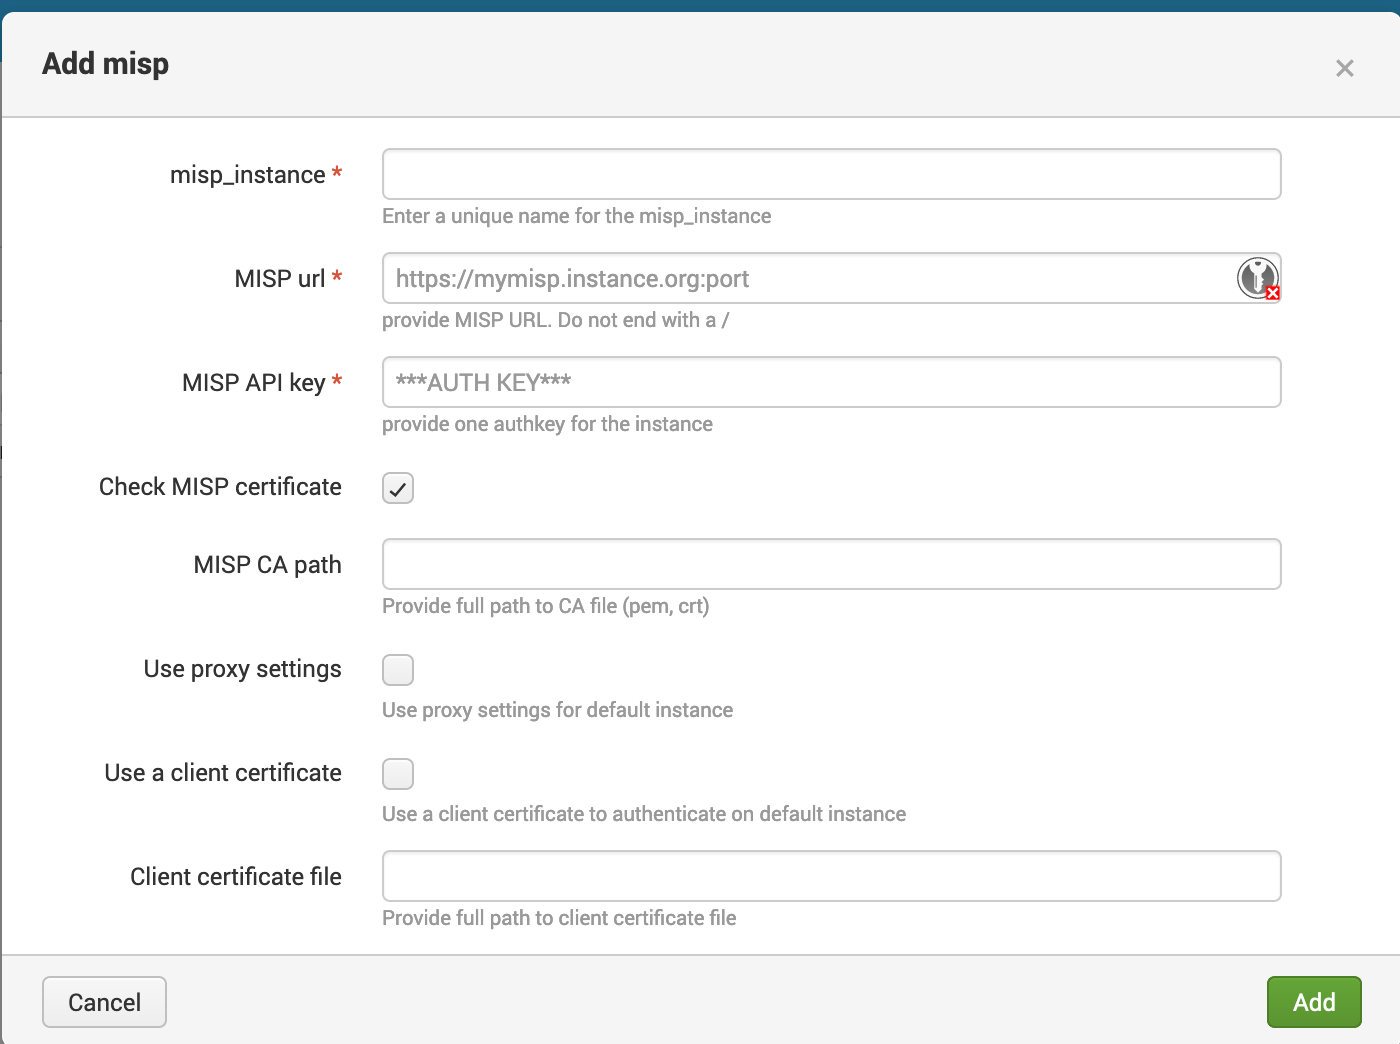 Add misp
misp_instance *
Enter a unique name for the misp_instance
MISP url *
https://mymisp.instance.org:port
provide MISP URL. Do not end with a /
MISP API key *
***AUTH KEY***
provide one authkey for the instance
Check MISP certificate
MISP CA path
Provide full path to CA file (pem, crt)
Use proxy settings
Use proxy settings for default instance
Use a client certificate
Use a client certificate to authenticate on default instance
Client certificate file
Provide full path to client certificate file
Cancel
Add